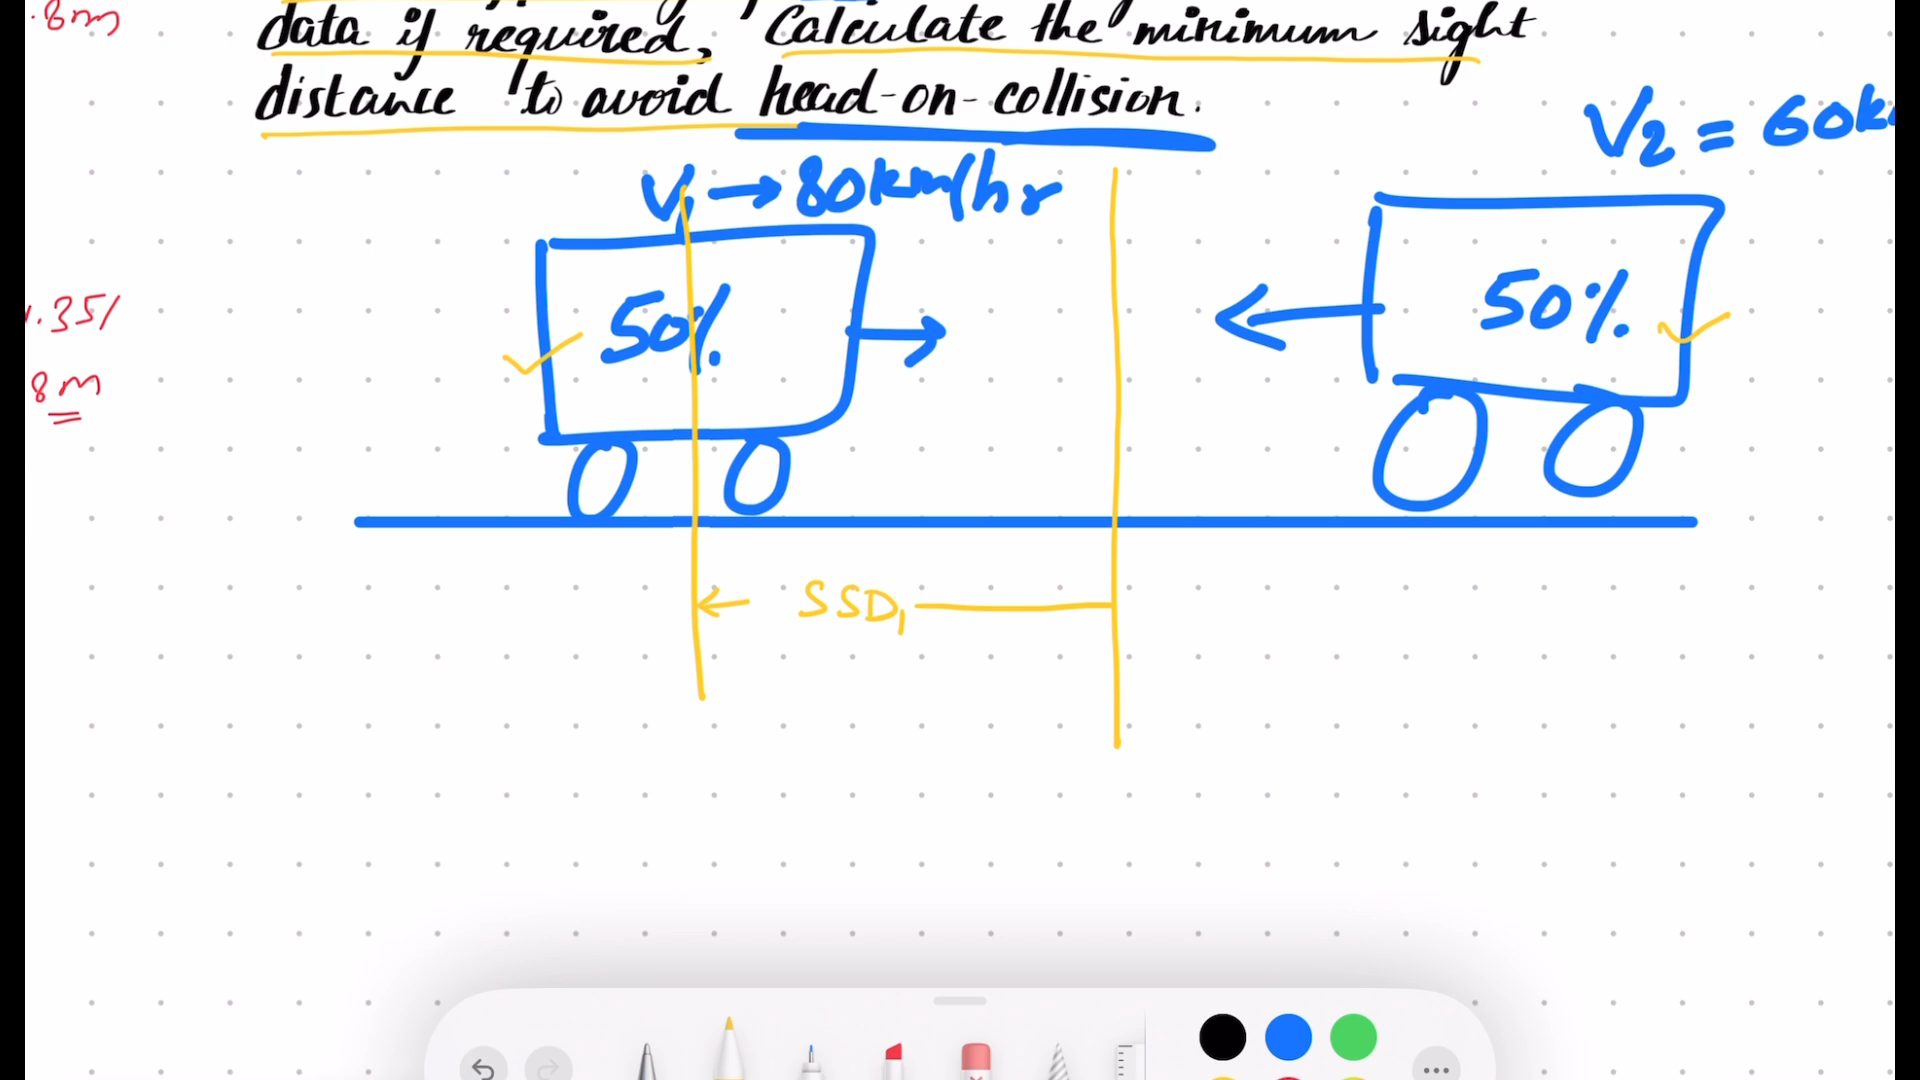 .8m
data if required, Calculate the minimum sight
distance to avoid head-on-collision.
V2 = 60k
V1 → 80km/hr
50%
50%
.35/
8m
SSD1